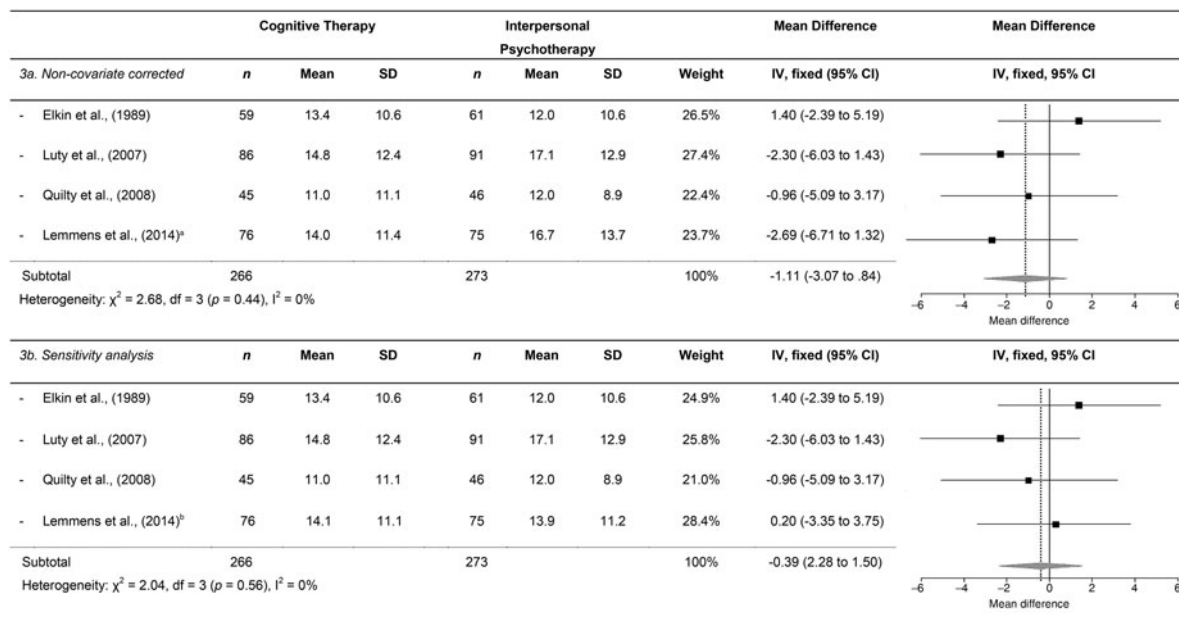 Cognitive Therapy Interpersonal Psychotherapy Mean Difference Mean Difference
3a. Non-covariate corrected n Mean SD n Mean SD Weight IV, fixed (95% CI) IV, fixed, 95% CI
- Elkin et al., (1989) 59 13.4 10.6 61 12.0 10.6 26.5% 1.40 (-2.39 to 5.19)
- Luty et al., (2007) 86 14.8 12.4 91 17.1 12.9 27.4% -2.30 (-6.03 to 1.43)
- Quilty et al., (2008) 45 11.0 11.1 46 12.0 8.9 22.4% -0.96 (-5.09 to 3.17)
- Lemmens et al., (2014)ᵃ 76 14.0 11.4 75 16.7 13.7 23.7% -2.69 (-6.71 to 1.32)
Subtotal 266 273 100% -1.11 (-3.07 to .84)
Heterogeneity: χ² = 2.68, df = 3 (p = 0.44), I² = 0%
−6 −4 −2 0 2 4 6
Mean difference
3b. Sensitivity analysis n Mean SD n Mean SD Weight IV, fixed (95% CI) IV, fixed, 95% CI
- Elkin et al., (1989) 59 13.4 10.6 61 12.0 10.6 24.9% 1.40 (-2.39 to 5.19)
- Luty et al., (2007) 86 14.8 12.4 91 17.1 12.9 25.8% -2.30 (-6.03 to 1.43)
- Quilty et al., (2008) 45 11.0 11.1 46 12.0 8.9 21.0% -0.96 (-5.09 to 3.17)
- Lemmens et al., (2014)ᵇ 76 14.1 11.1 75 13.9 11.2 28.4% 0.20 (-3.35 to 3.75)
Subtotal 266 273 100% -0.39 (2.28 to 1.50)
Heterogeneity: χ² = 2.04, df = 3 (p = 0.56), I² = 0%
−6 −4 −2 0 2 4 6
Mean difference